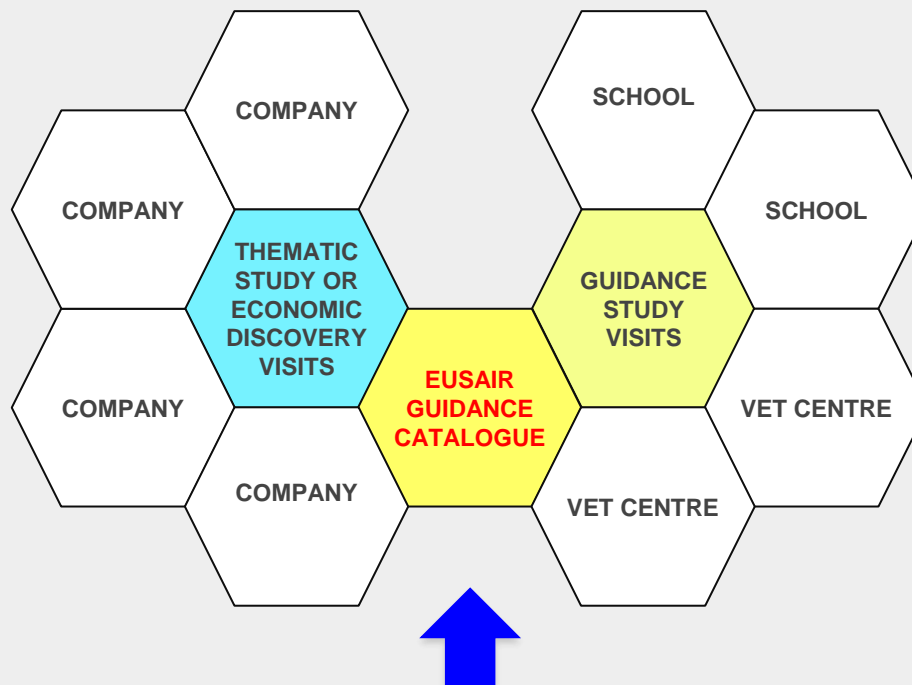 COMPANY
SCHOOL
COMPANY
SCHOOL
THEMATIC
STUDY OR
ECONOMIC
DISCOVERY
VISITS
GUIDANCE
STUDY
VISITS
EUSAIR
GUIDANCE
CATALOGUE
COMPANY
VET CENTRE
COMPANY
VET CENTRE